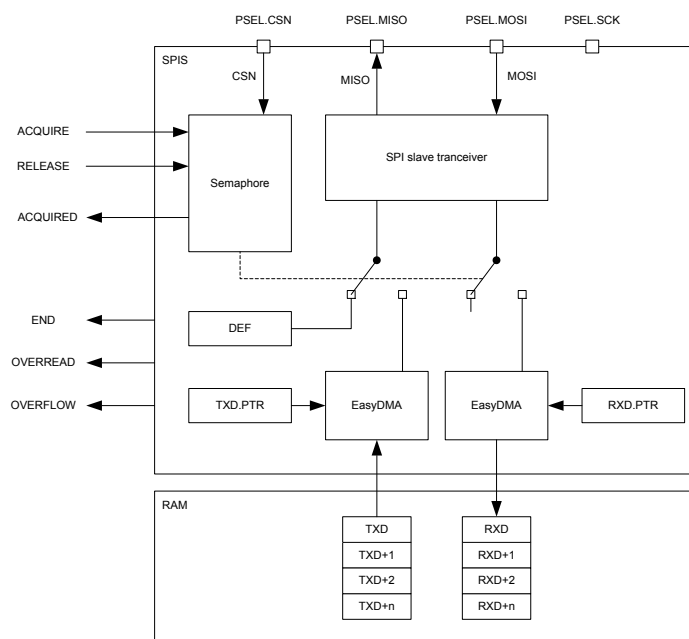 PSEL.CSN PSEL.MISO PSEL.MOSI PSEL.SCK
SPIS
CSN MISO MOSI
ACQUIRE
RELEASE
ACQUIRED
Semaphore
SPI slave tranceiver
END
OVERREAD
OVERFLOW
DEF
TXD.PTR EasyDMA EasyDMA RXD.PTR
RAM
TXD RXD
TXD+1 RXD+1
TXD+2 RXD+2
TXD+n RXD+n